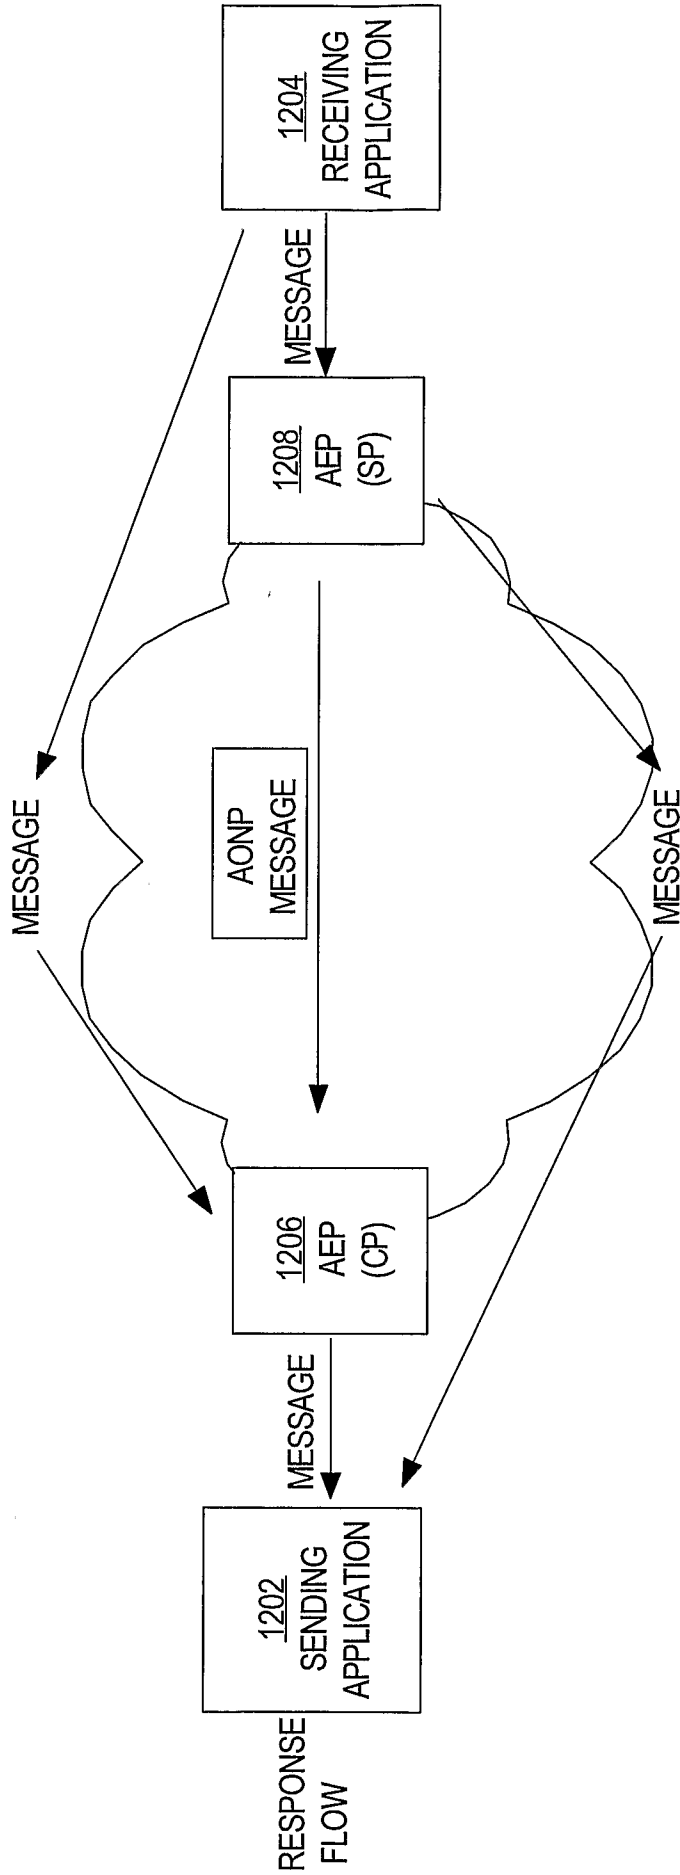 RESPONSE
FLOW
1202
SENDING
APPLICATION
MESSAGE
1206
AEP
(CP)
MESSAGE
AONP
MESSAGE
MESSAGE
1208
AEP
(SP)
MESSAGE
1204
RECEIVING
APPLICATION